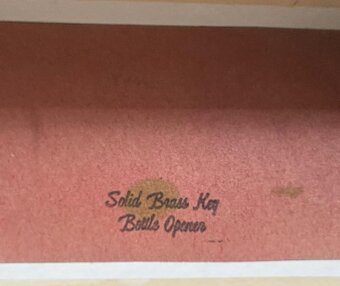 Solid Brass Key
Bottle Opener